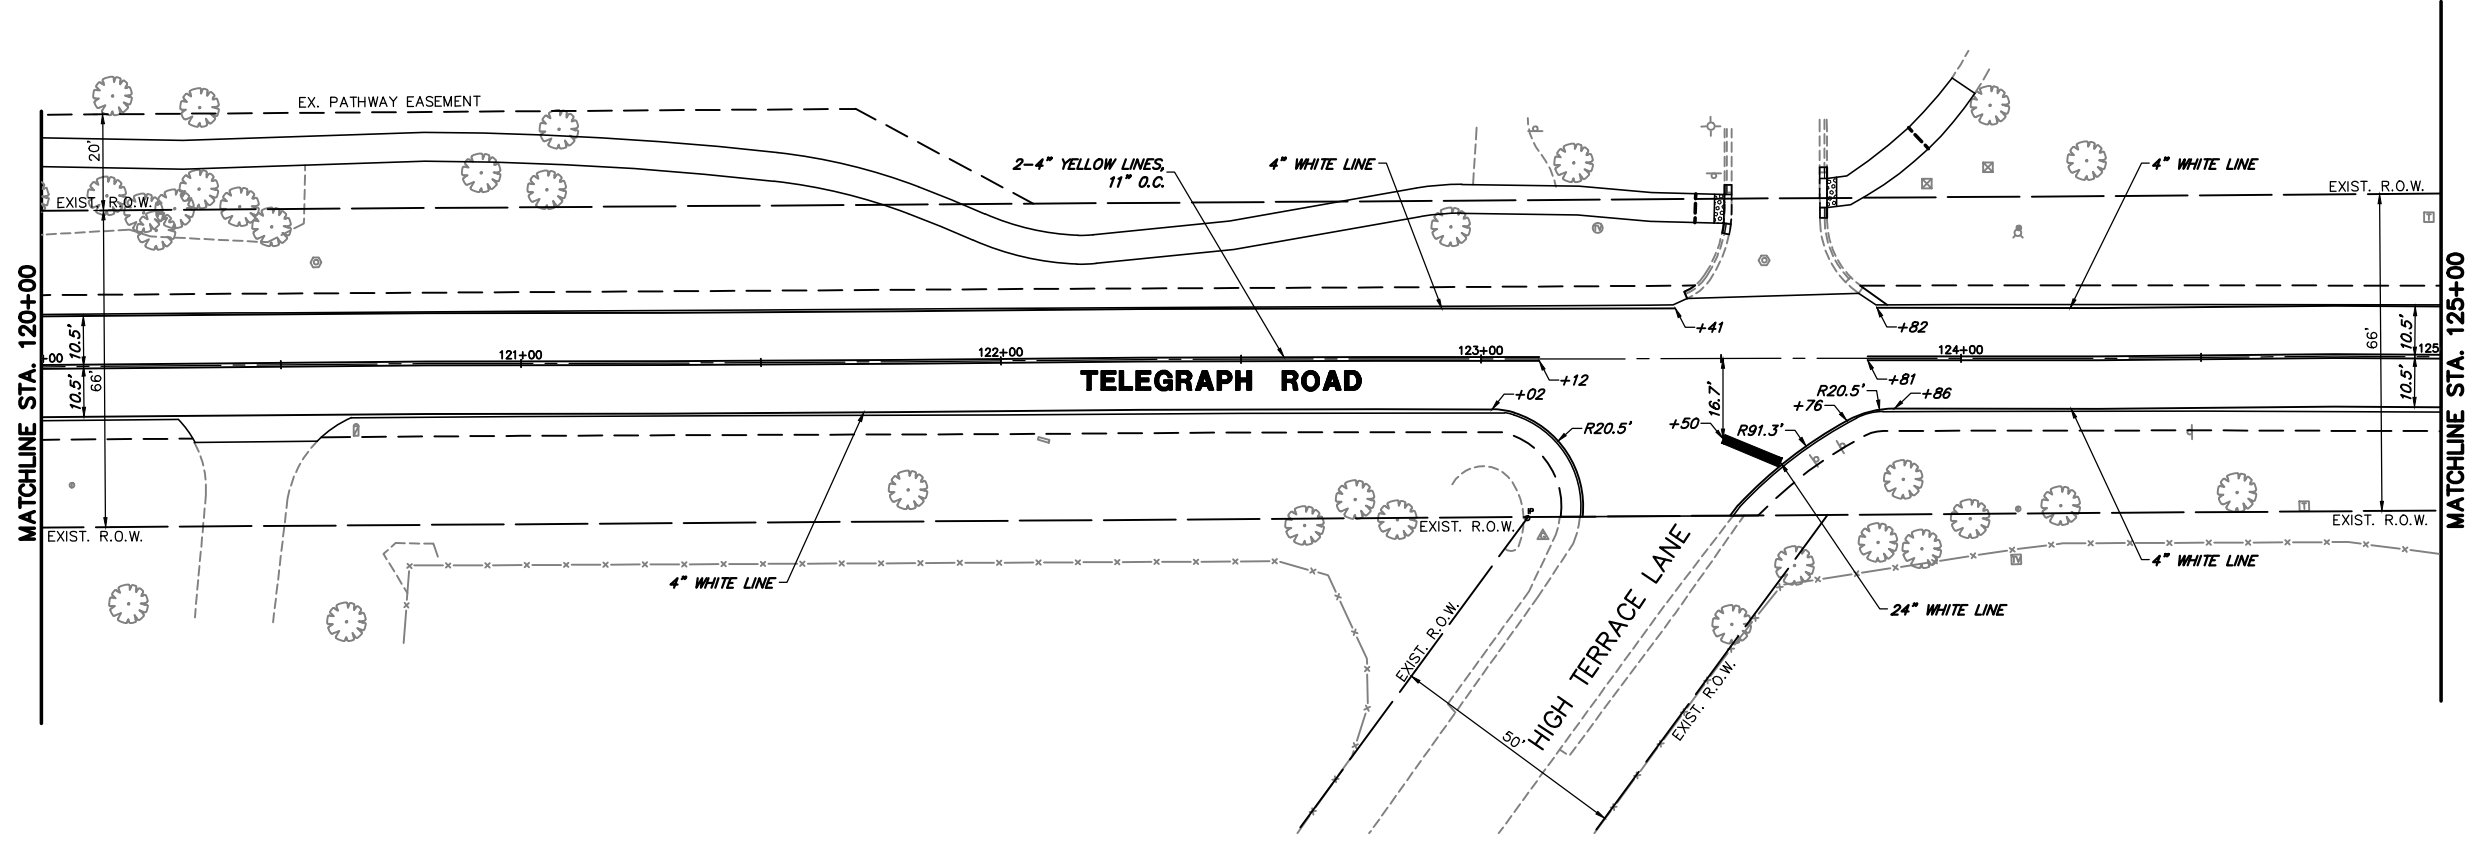 EX. PATHWAY EASEMENT
20'
2-4" YELLOW LINES,
11" O.C.
4" WHITE LINE
4" WHITE LINE
EXIST. R.O.W.
EXIST. R.O.W.
MATCHLINE STA. 120+00
MATCHLINE STA. 125+00
+41
+82
10.5'
10.5'
66'
66'
10.5'
10.5'
+00
121+00
122+00
123+00
124+00
125
TELEGRAPH ROAD
+12
+81
+02
16.7'
R20.5'
+86
+76
R20.5'
+50
R91.3'
IP
EXIST. R.O.W.
EXIST. R.O.W.
EXIST. R.O.W.
4" WHITE LINE
4" WHITE LINE
24" WHITE LINE
EXIST. R.O.W.
HIGH TERRACE LANE
EXIST. R.O.W.
50'
T
T
TV